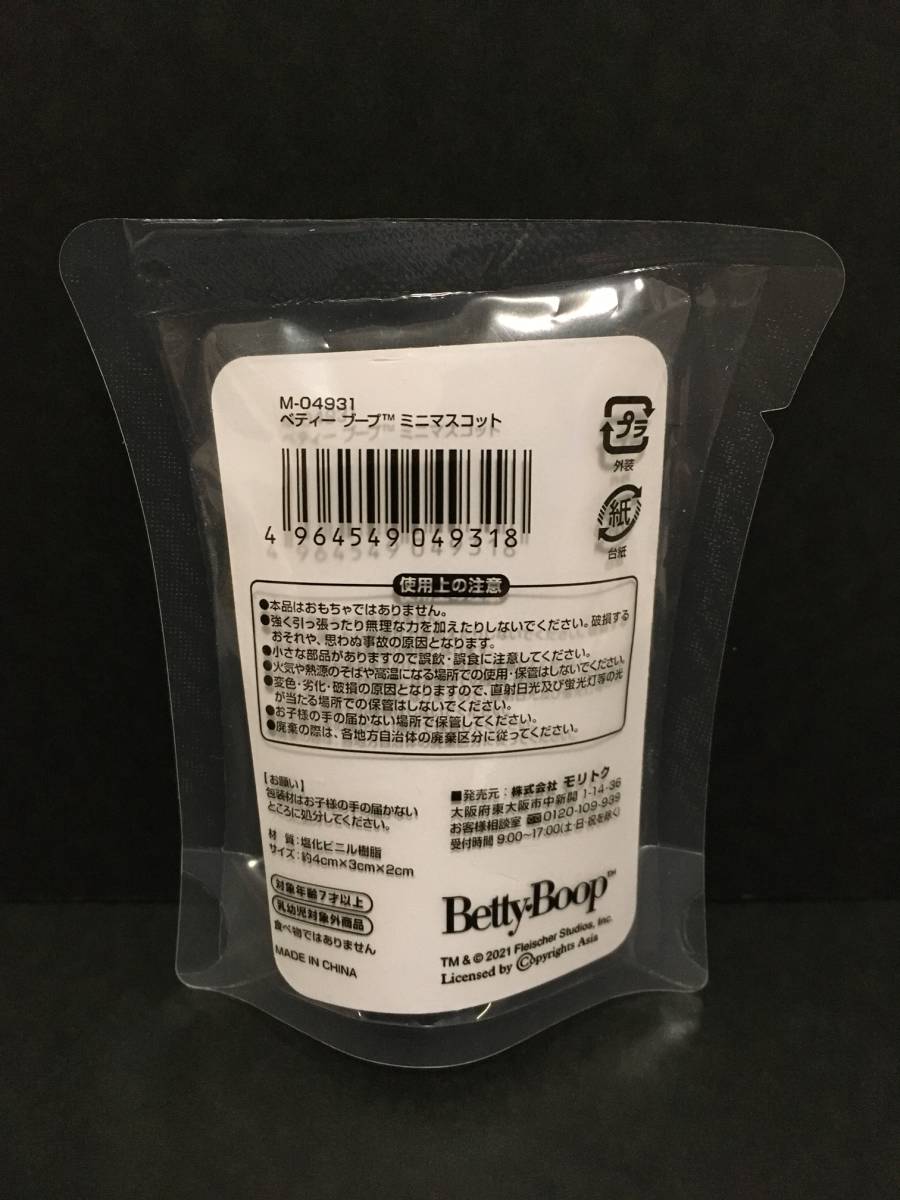 M-04931
ベティー ブープ™ ミニマスコット
プラ
外装
紙
台紙
4 964549 049318
使用上の注意
●本品はおもちゃではありません。
●強く引っ張ったり無理な力を加えたりしないでください。破損する
おそれや、思わぬ事故の原因となります。
●小さな部品がありますので誤飲・誤食に注意してください。
●火気や熱源のそばや高温になる場所での使用・保管はしないでください。
●変色・劣化・破損の原因となりますので、直射日光及び蛍光灯等の光
が当たる場所での保管はしないでください。
●お子様の手の届かない場所で保管してください。
●廃棄の際は、各地方自治体の廃棄区分に従ってください。
【お願い】
包装材はお子様の手の届かない
ところに処分してください。
材 質：塩化ビニル樹脂
サイズ：約4cm×3cm×2cm
対象年齢7才以上
乳幼児対象外商品
食べ物ではありません
MADE IN CHINA
■発売元：株式会社 モリトク
大阪府東大阪市中新開 1-14-36
お客様相談室 0120-109-939
受付時間 9:00〜17:00(土・日・祝を除く)
Betty Boop™
TM & © 2021 Fleischer Studios, Inc.
Licensed by Copyrights Asia